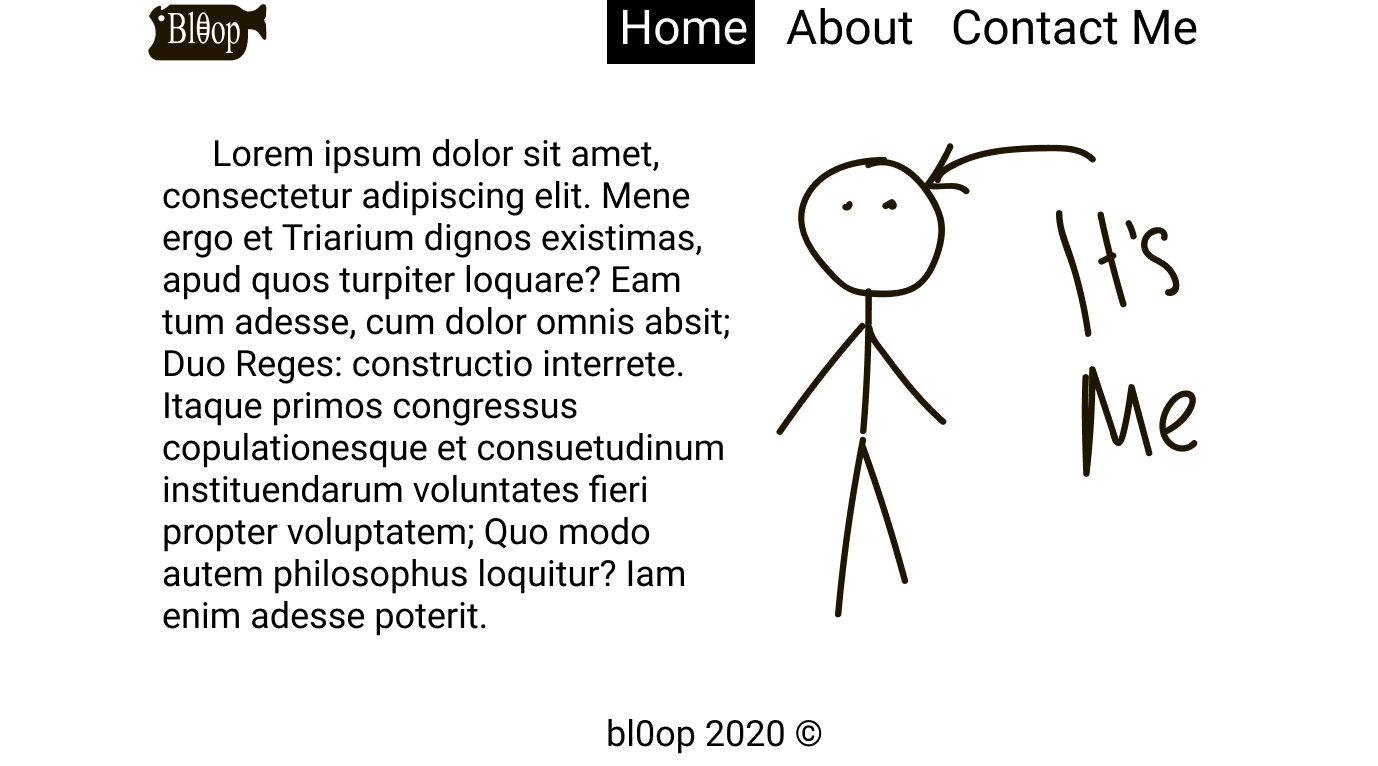 Bl0op
Home About Contact Me
Lorem ipsum dolor sit amet,
consectetur adipiscing elit. Mene
ergo et Triarium dignos existimas,
apud quos turpiter loquare? Eam
tum adesse, cum dolor omnis absit;
Duo Reges: constructio interrete.
Itaque primos congressus
copulationesque et consuetudinum
instituendarum voluntates fieri
propter voluptatem; Quo modo
autem philosophus loquitur? Iam
enim adesse poterit.
It's
Me
bl0op 2020 ©